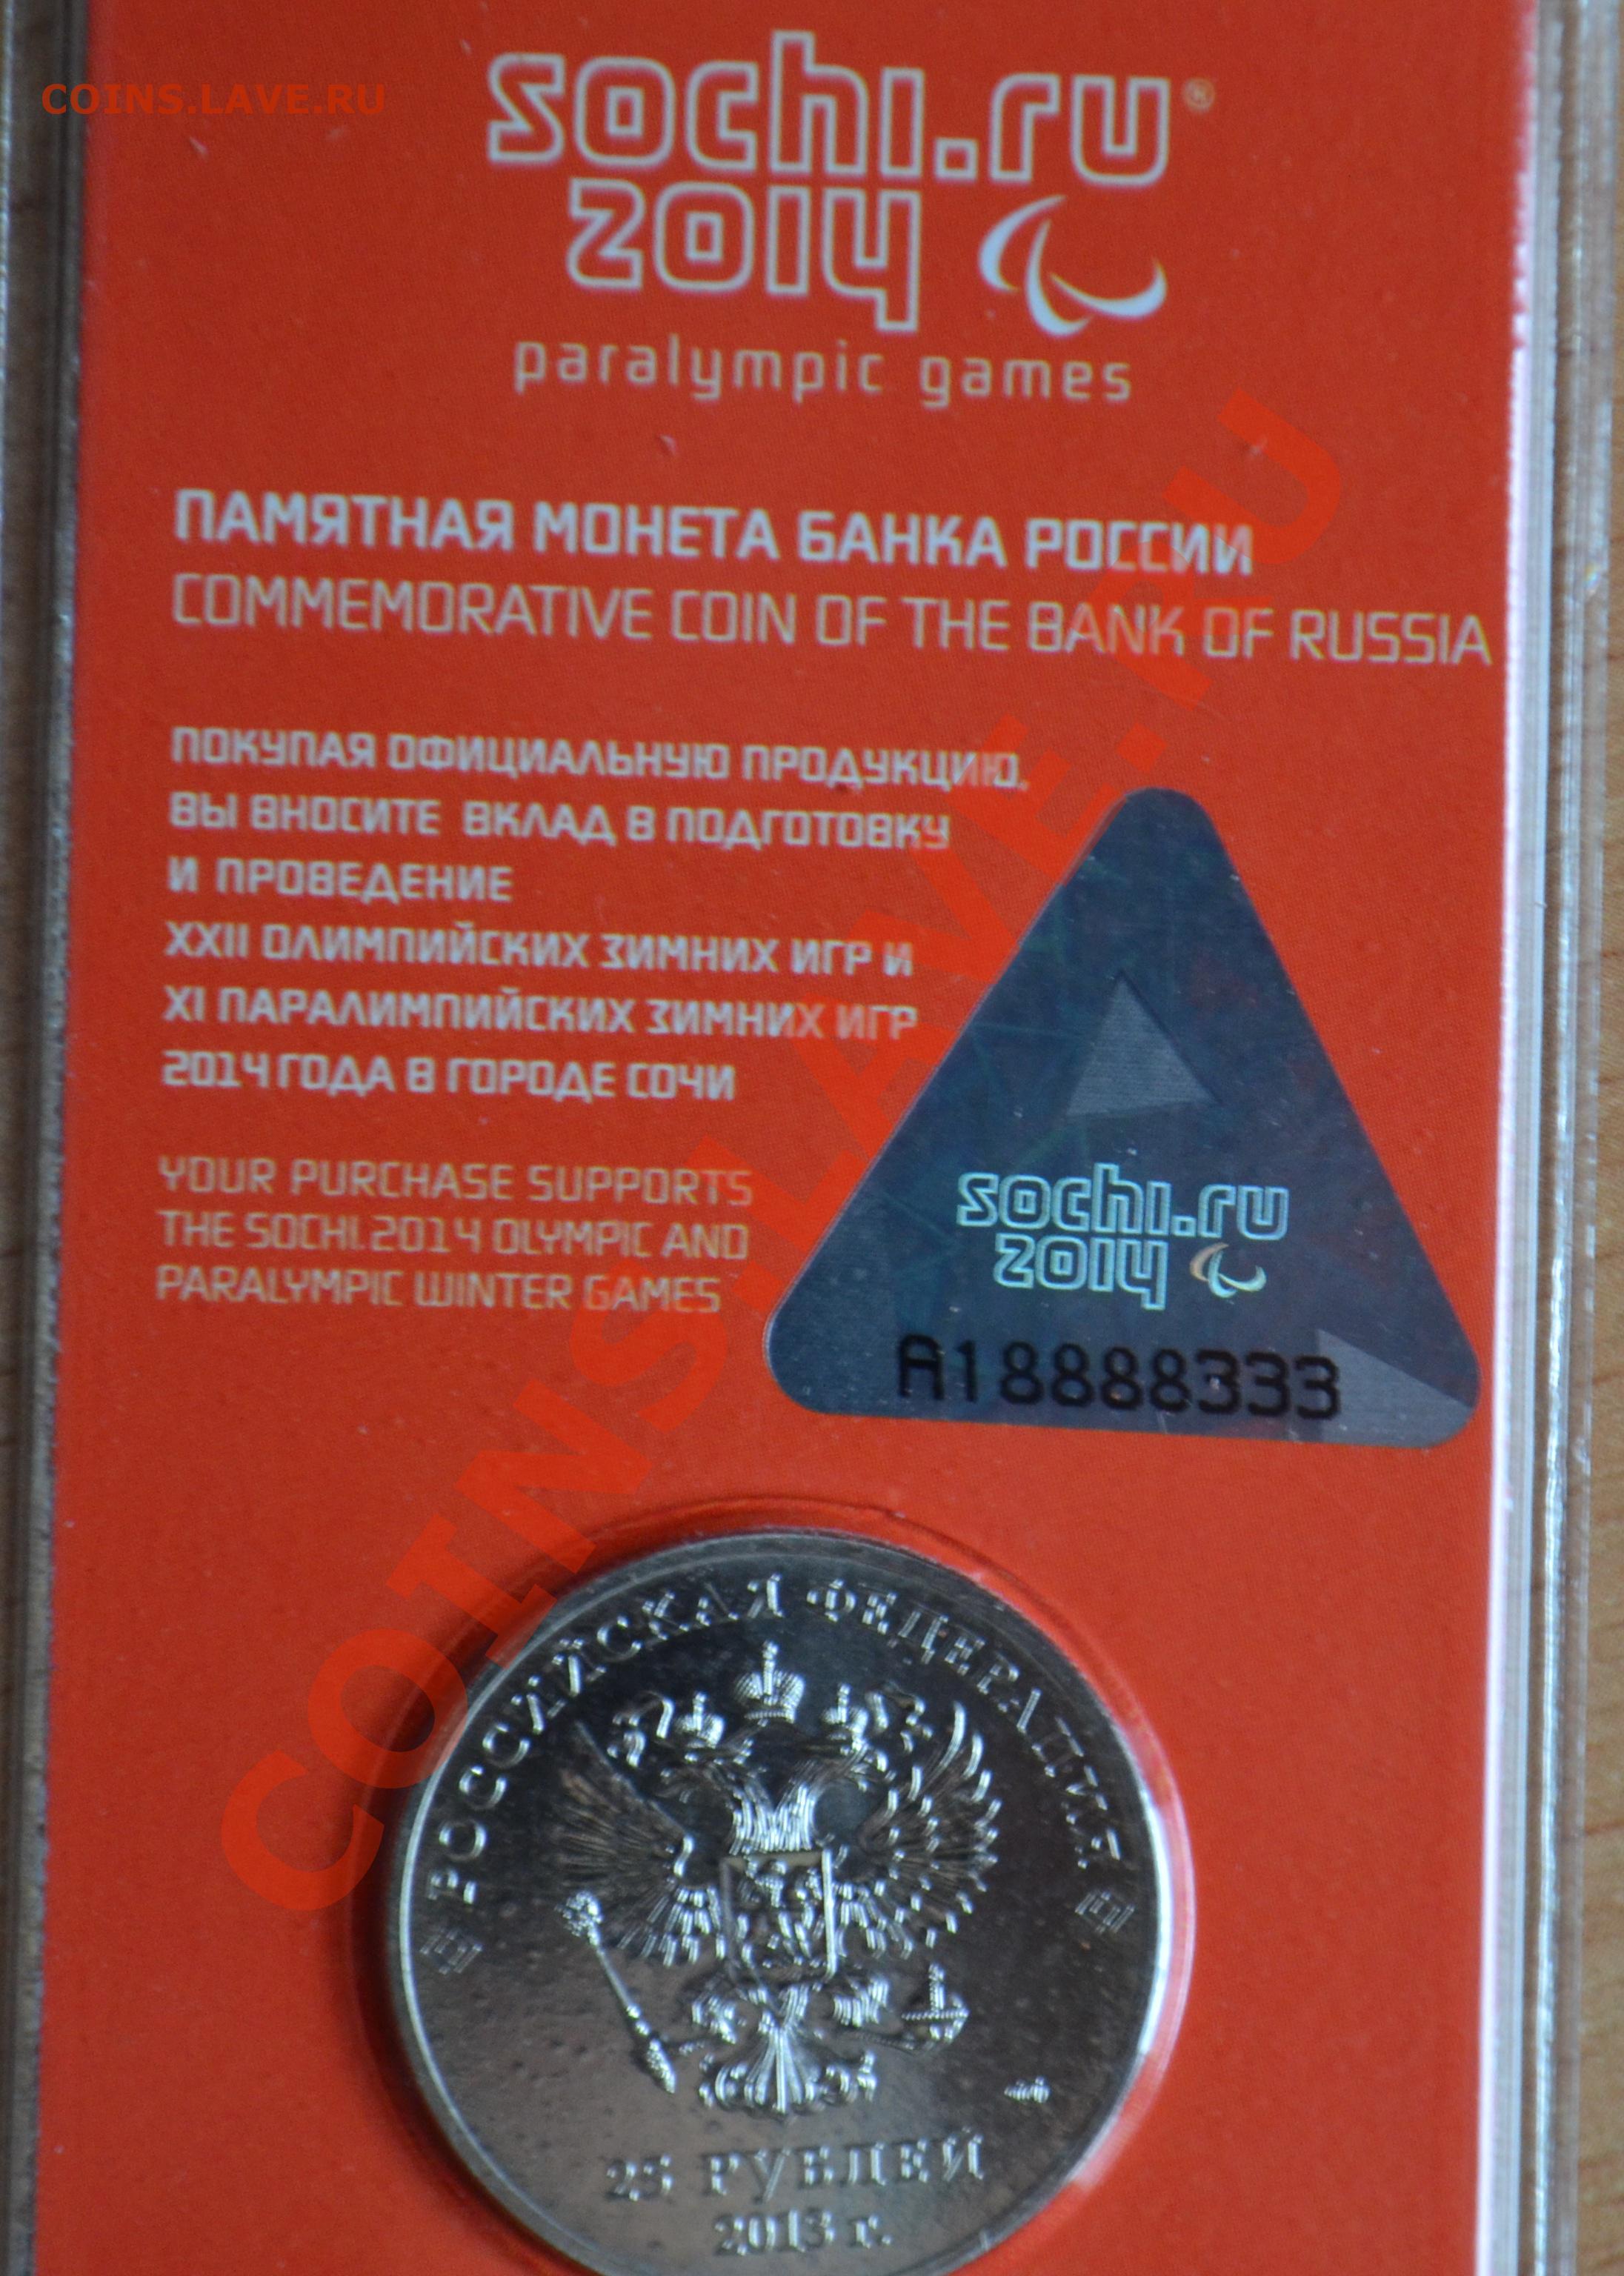 COINS.LAVE.RU
sochi.ru®
2014
paralympic games
ПАМЯТНАЯ МОНЕТА БАНКА РОССИИ
COMMEMORATIVE COIN OF THE BANK OF RUSSIA
ПОКУПАЯ ОФИЦИАЛЬНУЮ ПРОДУКЦИЮ,
ВЫ ВНОСИТЕ ВКЛАД В ПОДГОТОВКУ
И ПРОВЕДЕНИЕ
XXII ОЛИМПИЙСКИХ ЗИМНИХ ИГР И
XI ПАРАЛИМПИЙСКИХ ЗИМНИХ ИГР
2014 ГОДА В ГОРОДЕ СОЧИ
YOUR PURCHASE SUPPORTS
THE SOCHI 2014 OLYMPIC AND
PARALYMPIC WINTER GAMES
sochi.ru
2014
A18888333
COINS.LAVE.RU
РОССИЙСКАЯ ФЕДЕРАЦИЯ
25 РУБЛЕЙ
2013 г.